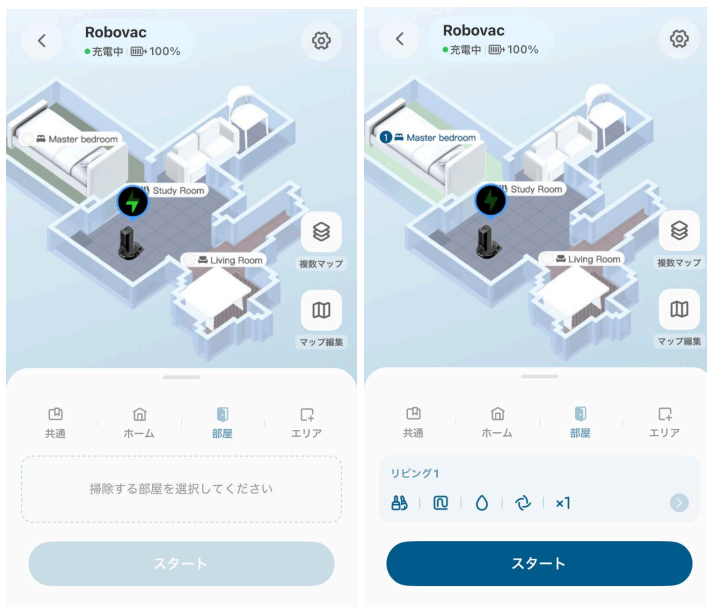 Robovac
充電中 100%
Master bedroom
Study Room
Living Room
複数マップ
マップ編集
共通
ホーム
部屋
エリア
掃除する部屋を選択してください
スタート
Robovac
充電中 100%
1 Master bedroom
Study Room
Living Room
複数マップ
マップ編集
共通
ホーム
部屋
エリア
リビング1
×1
スタート